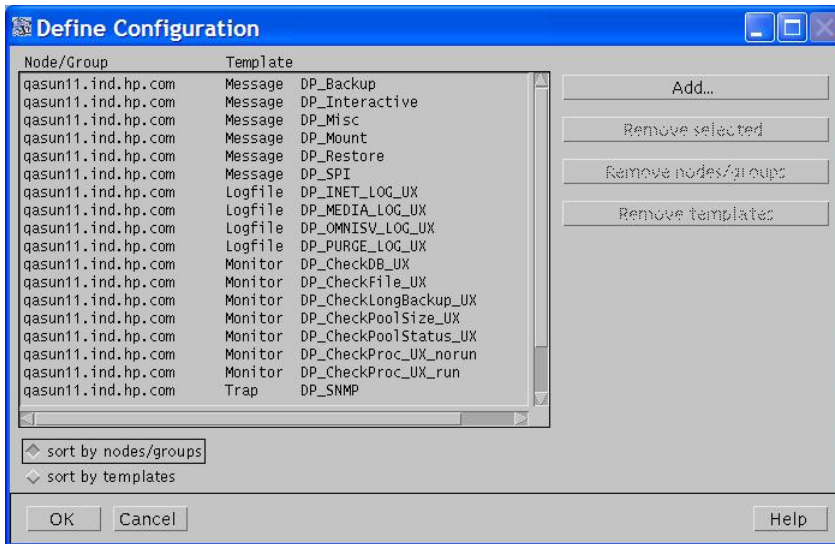 Define Configuration
Node/Group Template
qasun11.ind.hp.com Message DP_Backup
qasun11.ind.hp.com Message DP_Interactive
qasun11.ind.hp.com Message DP_Misc
qasun11.ind.hp.com Message DP_Mount
qasun11.ind.hp.com Message DP_Restore
qasun11.ind.hp.com Message DP_SPI
qasun11.ind.hp.com Logfile DP_INET_LOG_UX
qasun11.ind.hp.com Logfile DP_MEDIA_LOG_UX
qasun11.ind.hp.com Logfile DP_OMNISV_LOG_UX
qasun11.ind.hp.com Logfile DP_PURGE_LOG_UX
qasun11.ind.hp.com Monitor DP_CheckDB_UX
qasun11.ind.hp.com Monitor DP_CheckFile_UX
qasun11.ind.hp.com Monitor DP_CheckLongBackup_UX
qasun11.ind.hp.com Monitor DP_CheckPoolSize_UX
qasun11.ind.hp.com Monitor DP_CheckPoolStatus_UX
qasun11.ind.hp.com Monitor DP_CheckProc_UX_norun
qasun11.ind.hp.com Monitor DP_CheckProc_UX_run
qasun11.ind.hp.com Trap DP_SNMP
Add...
Remove selected
Remove nodes/groups
Remove templates
sort by nodes/groups
sort by templates
OK Cancel Help